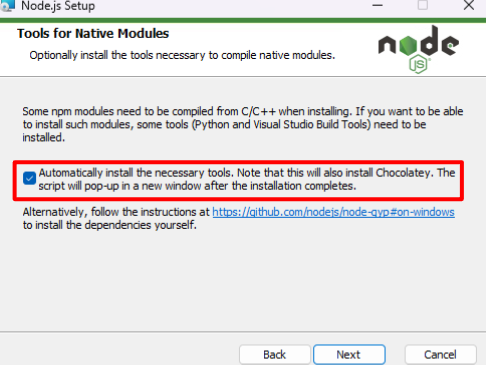 Node.js Setup
Tools for Native Modules
Optionally install the tools necessary to compile native modules.
node
JS
Some npm modules need to be compiled from C/C++ when installing. If you want to be able
to install such modules, some tools (Python and Visual Studio Build Tools) need to be
installed.
Automatically install the necessary tools. Note that this will also install Chocolatey. The
script will pop-up in a new window after the installation completes.
Alternatively, follow the instructions at https://github.com/nodejs/node-gyp#on-windows
to install the dependencies yourself.
Back Next Cancel